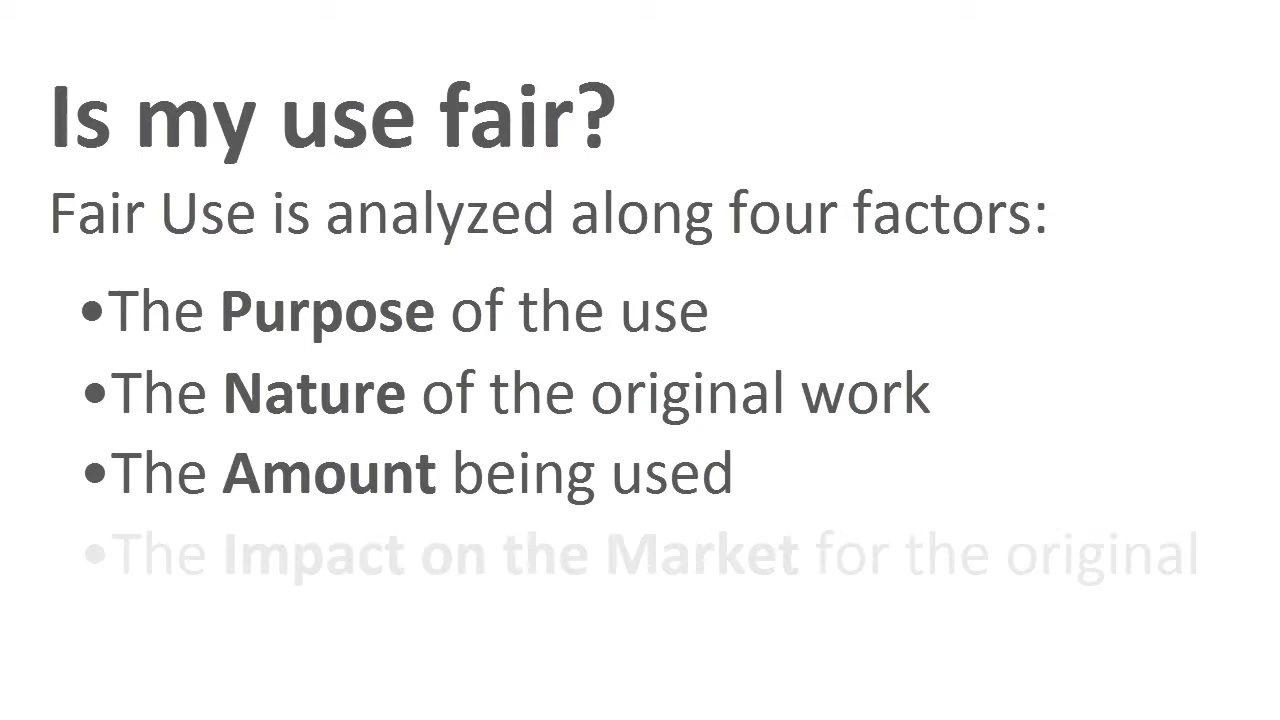 Is my use fair?
Fair Use is analyzed along four factors:
•The Purpose of the use
•The Nature of the original work
•The Amount being used
•The Impact on the Market for the original